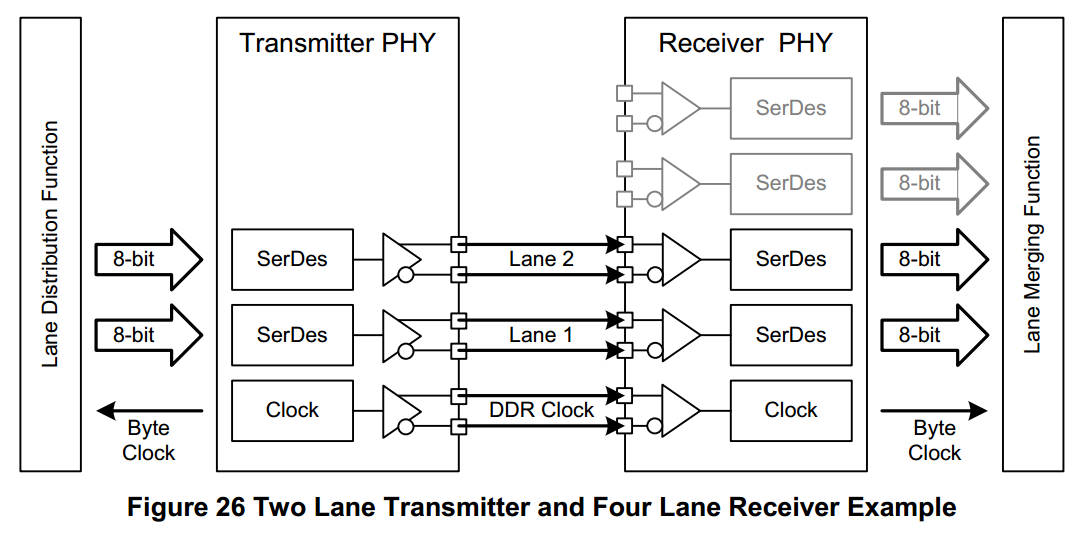 Transmitter PHY
Receiver PHY
SerDes
8-bit
SerDes
8-bit
Lane Distribution Function
Lane Merging Function
8-bit
SerDes
Lane 2
SerDes
8-bit
8-bit
SerDes
Lane 1
SerDes
8-bit
Clock
DDR Clock
Clock
Byte
Clock
Byte
Clock
Figure 26 Two Lane Transmitter and Four Lane Receiver Example